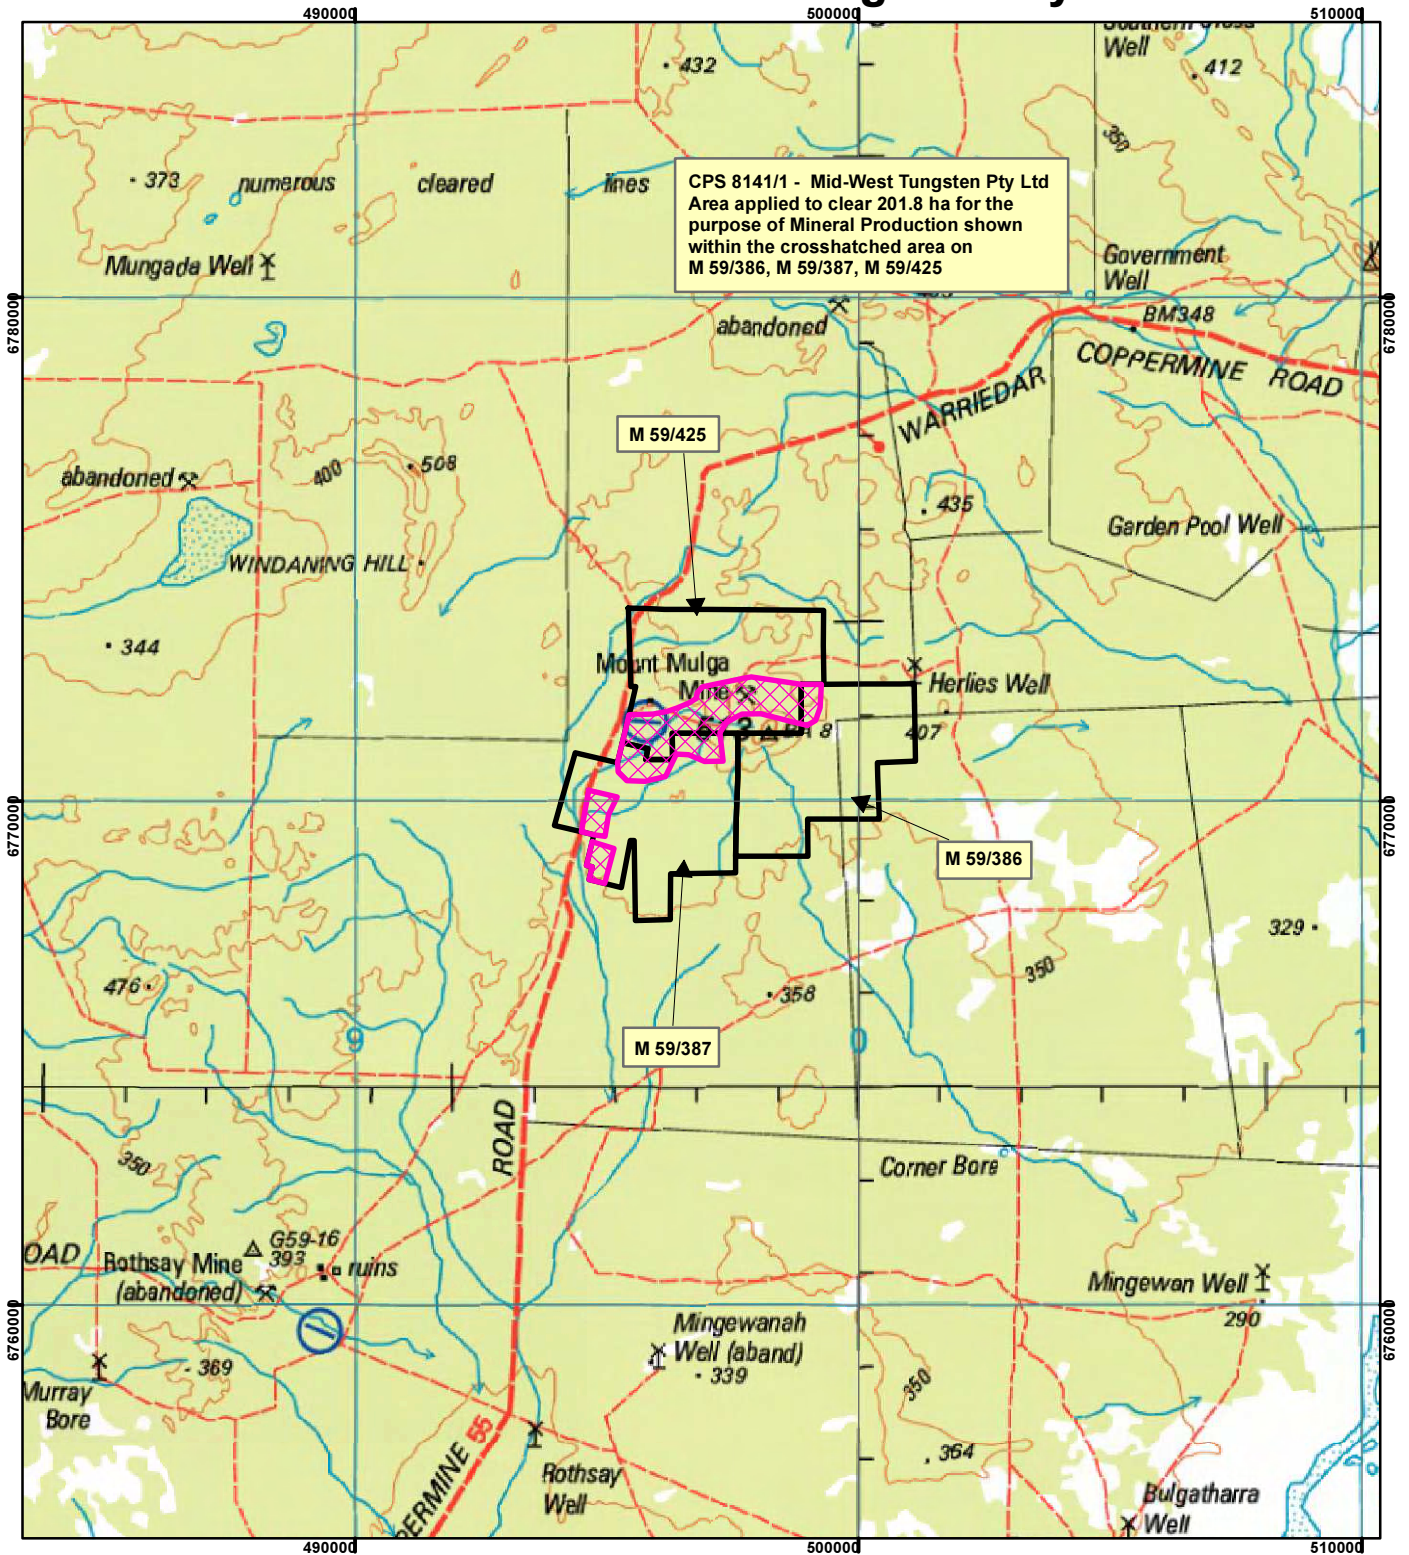 490000
500000
510000
Well
432
412
350
373
numerous
cleared
lines
CPS 8141/1 - Mid-West Tungsten Pty Ltd
Area applied to clear 201.8 ha for the
purpose of Mineral Production shown
within the crosshatched area on
M 59/386, M 59/387, M 59/425
Mungada Well
Government
Well
6780000
6780000
abandoned
BM348
COPPERMINE ROAD
WARRIEDAR
M 59/425
abandoned
400
508
435
Garden Pool Well
WINDANING HILL
344
Mount Mulga
Mine
Herlies Well
407
6770000
6770000
M 59/386
329
350
476
358
9
0
1
M 59/387
ROAD
350
Corner Bore
OAD
G59-16
393
Rothsay Mine
(abandoned)
ruins
Mingewan Well
290
6760000
6760000
Mingewanah
Well (aband)
339
369
Murray
Bore
350
364
PERMINE 55
Rothsay
Well
Bulgatharra
Well
490000
500000
510000